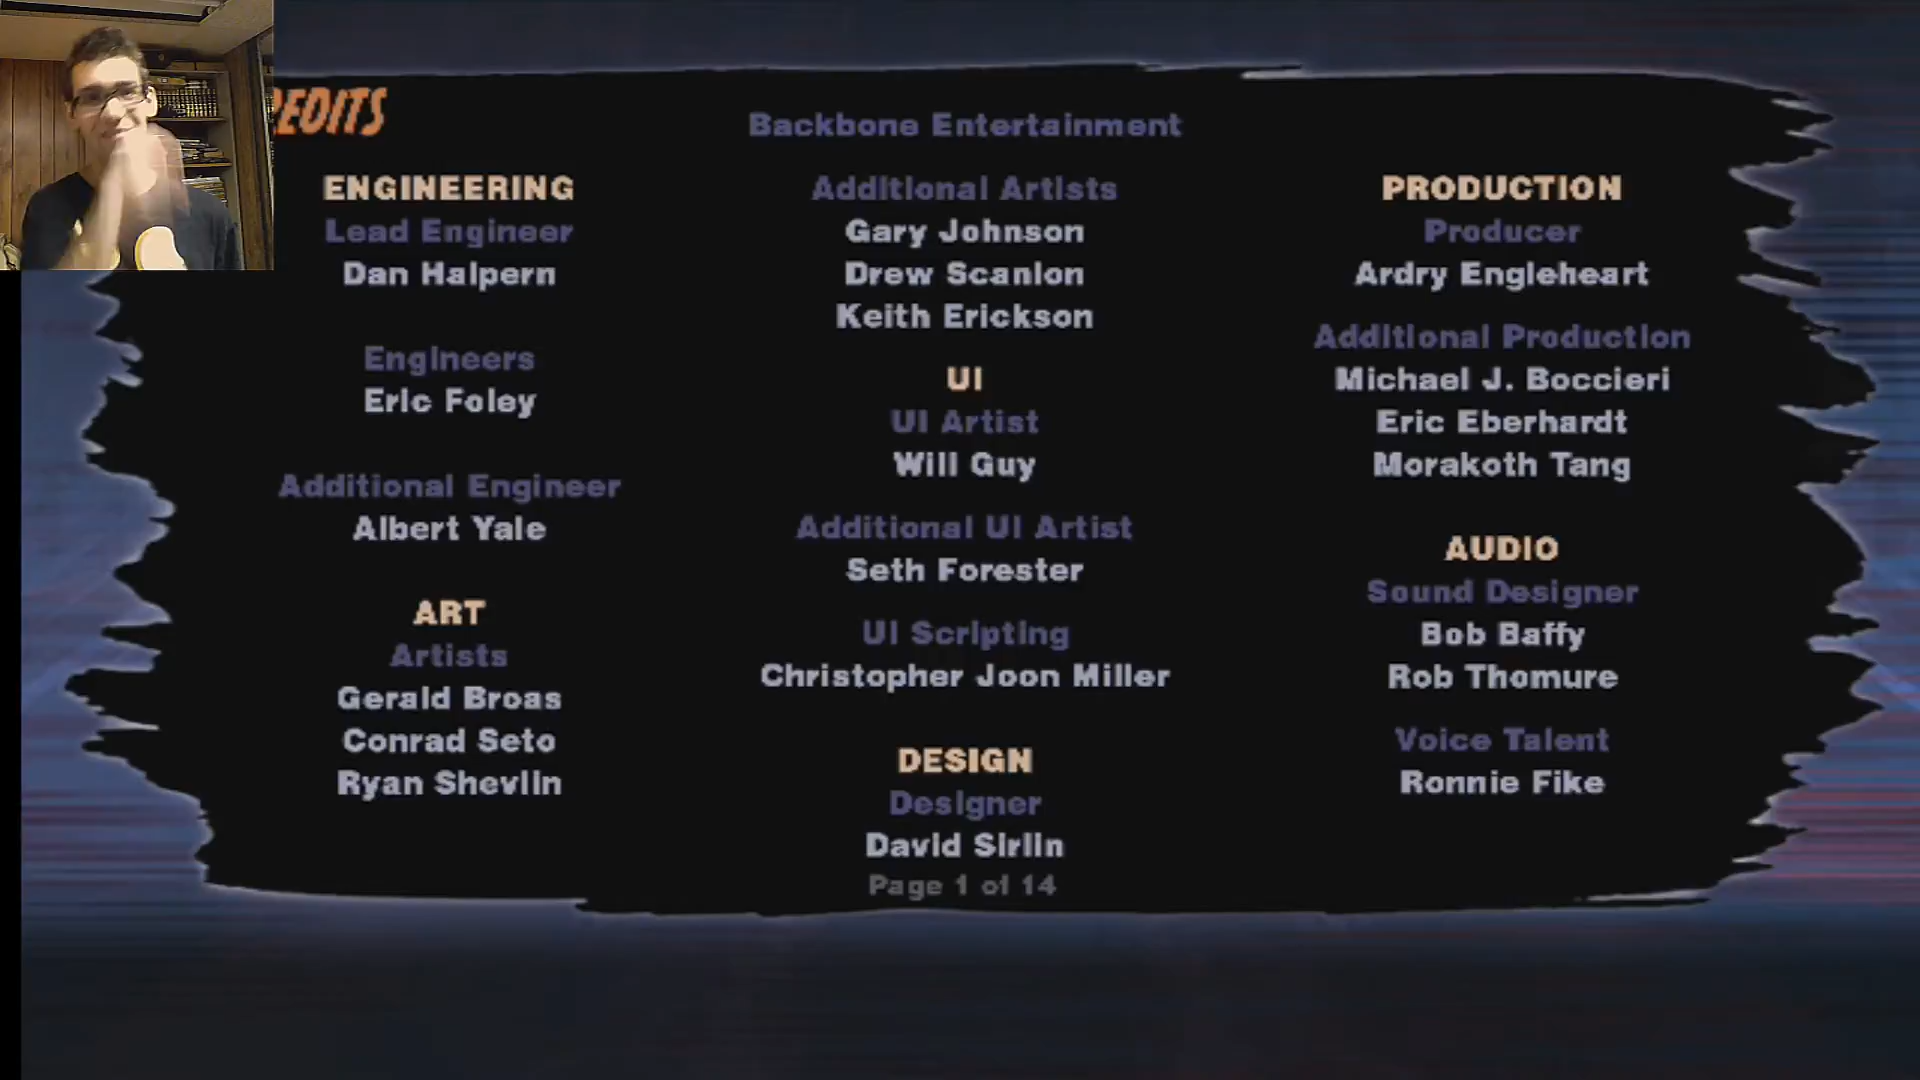 EDITS
Backbone Entertainment
ENGINEERING
Lead Engineer
Dan Halpern
Engineers
Eric Foley
Additional Engineer
Albert Yale
ART
Artists
Gerald Broas
Conrad Seto
Ryan Shevlin
Additional Artists
Gary Johnson
Drew Scanlon
Keith Erickson
UI
UI Artist
Will Guy
Additional UI Artist
Seth Forester
UI Scripting
Christopher Joon Miller
DESIGN
Designer
David Sirlin
PRODUCTION
Producer
Ardry Engleheart
Additional Production
Michael J. Boccieri
Eric Eberhardt
Morakoth Tang
AUDIO
Sound Designer
Bob Baffy
Rob Thomure
Voice Talent
Ronnie Fike
Page 1 of 14